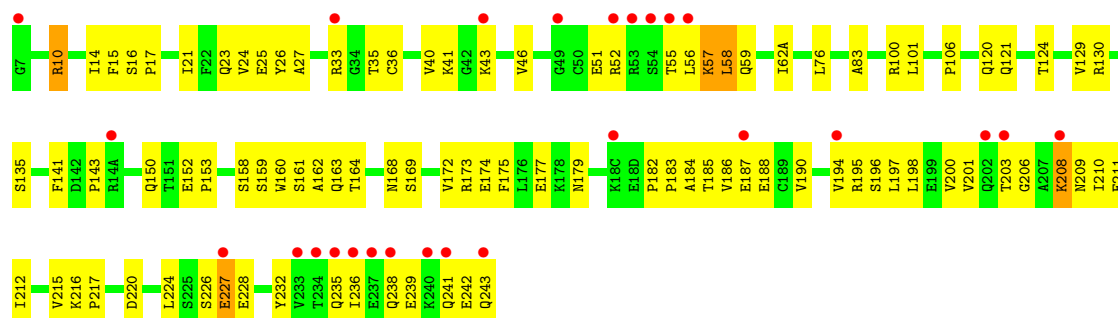 G7 R10 I14 F15 S16 P17 I21 F22 Q23 V24 E25 Y26 A27 R33 G34 T35 C36 V40 K41 G42 K43 V46 G49 C50 E51 R52 R53 S54 T55 L56 K57 L58 Q59 I62A L76 A83 R100 L101 P106 Q120 Q121 T124 V129 R130
S135 F141 D142 P143 R14A Q150 T151 E152 P153 S158 S159 W160 S161 A162 Q163 T164 N168 S169 V172 R173 E174 F175 L176 E177 K178 N179 K18C E18D P182 P183 A184 T185 V186 E187 E188 C189 V190 V194 R195 S196 L197 L198 E199 V200 V201 Q202 T203 G206 A207 K208 N209 I210
I212 V215 K216 P217 D220 L224 S225 S226 E227 E228 Y232 V233 T234 Q235 I236 E237 Q238 E239 K240 Q241 E242 Q243